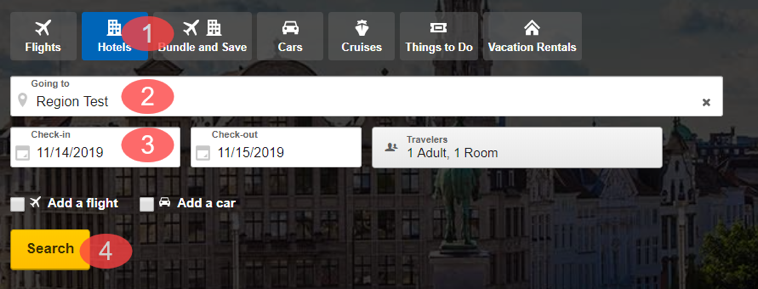 Flights
Hotels
1
Bundle and Save
Cars
Cruises
Things to Do
Vacation Rentals
Going to
Region Test
2
×
Check-in
11/14/2019
3
Check-out
11/15/2019
Travelers
1 Adult, 1 Room
Add a flight
Add a car
Search
4